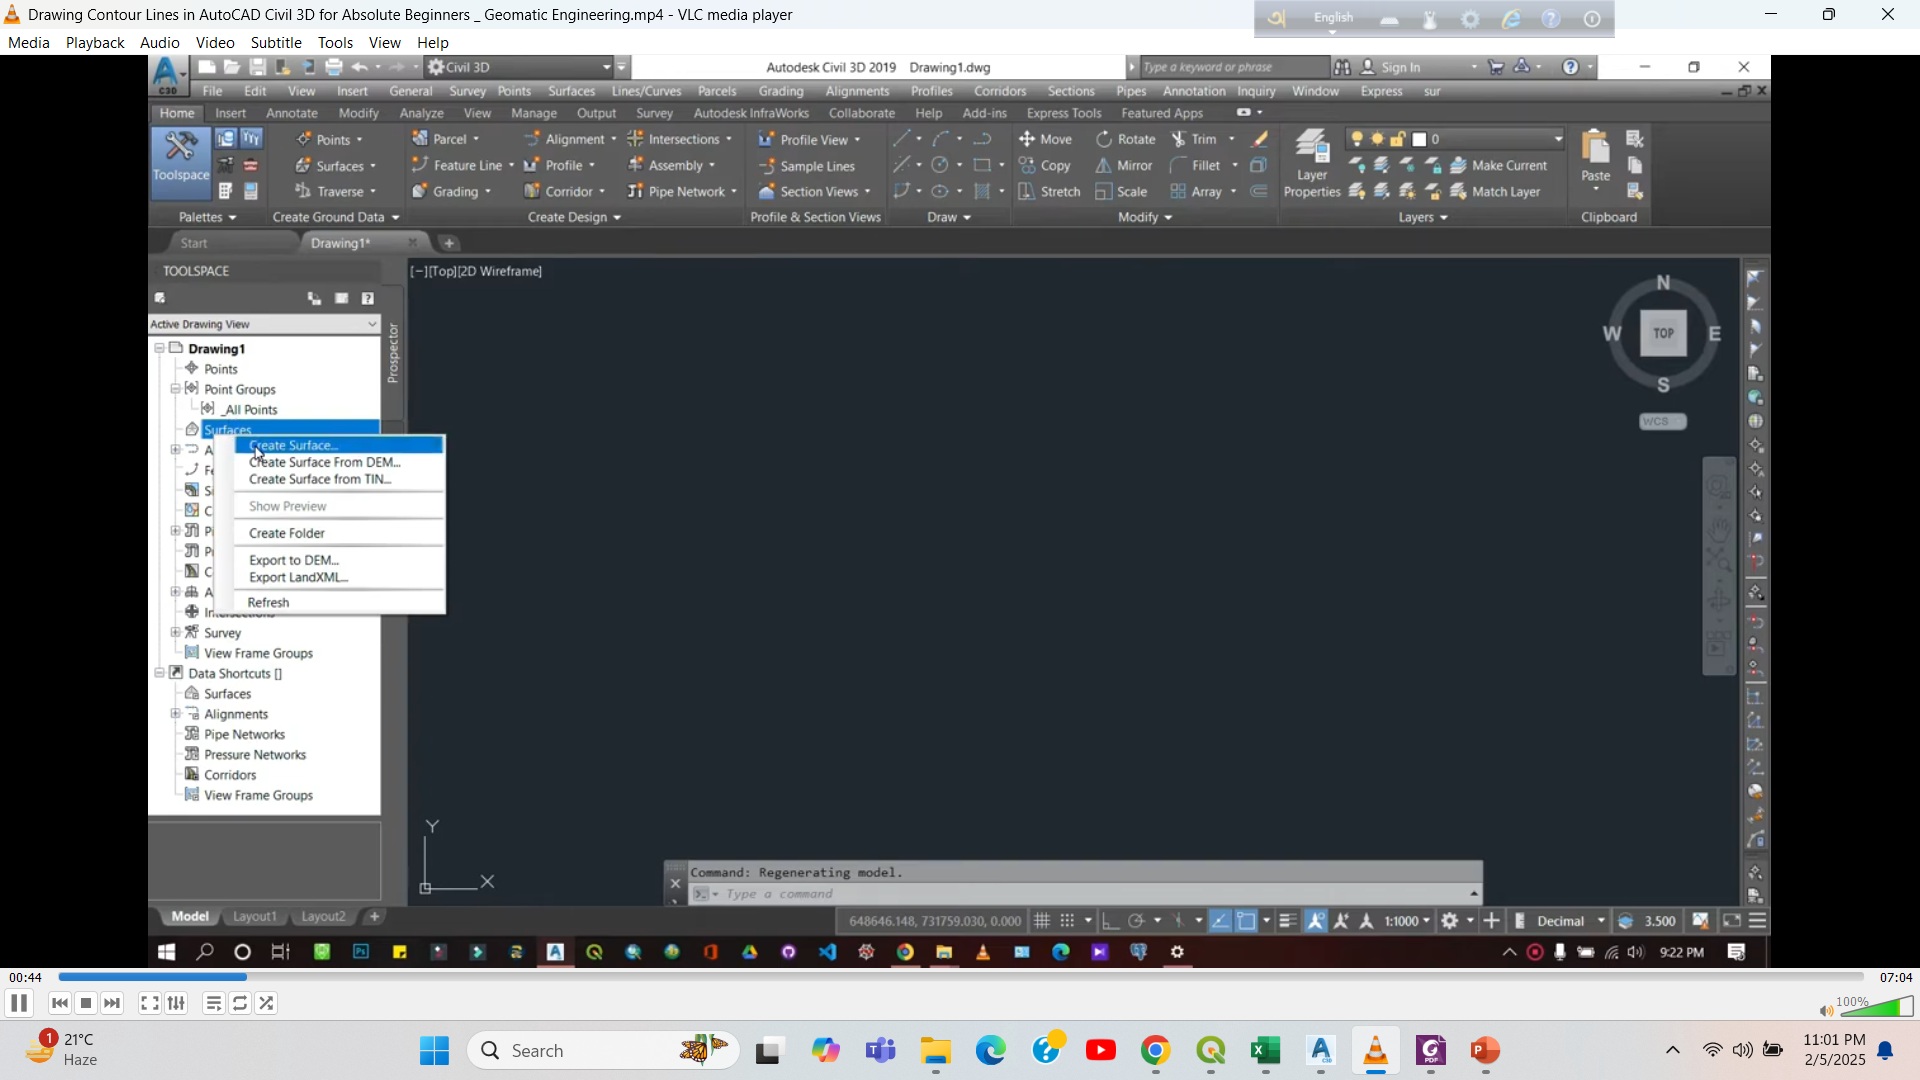 Drawing Contour Lines in AutoCAD Civil 3D for Absolute Beginners _ Geomatic Engineering.mp4 - VLC media player
English
Media Playback Audio Video Subtitle Tools View Help
C3D
Civil 3D
Autodesk Civil 3D 2019 Drawing1.dwg
Type a keyword or phrase
Sign In
File Edit View Insert General Survey Points Surfaces Lines/Curves Parcels Grading Alignments Profiles Corridors Sections Pipes Annotation Inquiry Window Express sur
Home Insert Annotate Modify Analyze View Manage Output Survey Autodesk InfraWorks Collaborate Help Add-ins Express Tools Featured Apps
Points Parcel Alignment Intersections Profile View Move Rotate Trim 0
Toolspace Surfaces Feature Line Profile Assembly Sample Lines Copy Mirror Fillet Layer Properties Make Current Paste
Traverse Grading Corridor Pipe Network Section Views Stretch Scale Array Match Layer
Palettes Create Ground Data Create Design Profile & Section Views Draw Modify Layers Clipboard
Start Drawing1*
TOOLSPACE
[−][Top][2D Wireframe]
N
W TOP E
S
WCS
Active Drawing View
Prospector
Drawing1
Points
Point Groups
_All Points
Surfaces
Create Surface...
Create Surface From DEM...
Create Surface from TIN...
Show Preview
Create Folder
Export to DEM...
Export LandXML...
Refresh
Survey
View Frame Groups
Data Shortcuts []
Surfaces
Alignments
Pipe Networks
Pressure Networks
Corridors
View Frame Groups
Y
X
Command: Regenerating model.
Type a command
Model Layout1 Layout2
648646.148, 731759.030, 0.000
1:1000
Decimal
3.500
9:22 PM
00:44
07:04
100%
1
21°C
Haze
Search
11:01 PM
2/5/2025